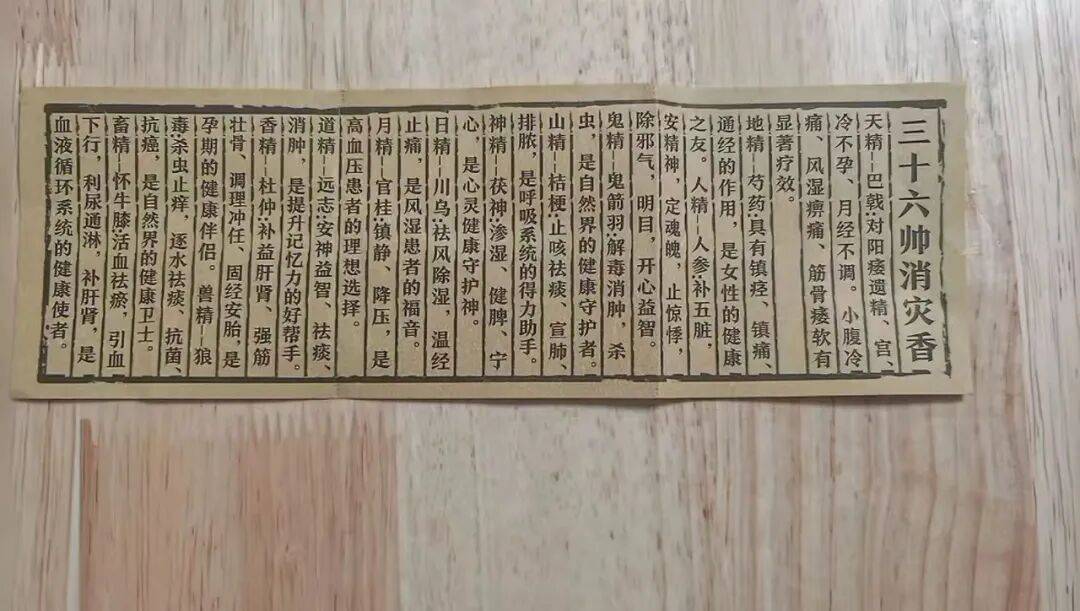 三十六帅消灾香
天精—巴戟:对阳痿遗精、宫、
冷不孕、月经不调。小腹冷
痛、风湿痹痛、筋骨痿软有
显著疗效。
地精—芍药:具有镇痉、镇痛、
通经的作用，是女性的健康
之友。人精—人参:补五脏，
安精神，定魂魄，止惊悸，
除邪气，明目，开心益智。
鬼精—鬼箭羽:解毒消肿，杀
虫，是自然界的健康守护者。
山精—桔梗:止咳祛痰、宣肺、
排脓，是呼吸系统的得力助手。
神精—茯神:渗湿、健脾、宁
心，是心灵健康守护神。
日精—川乌:祛风除湿，温经
止痛，是风湿患者的福音。
月精—官桂:镇静、降压，是
高血压患者的理想选择。
道精—远志:安神益智、祛痰、
消肿，是提升记忆力的好帮手。
香精—杜仲:补益肝肾、强筋
壮骨、调理冲任、固经安胎，是
孕期的健康伴侣。兽精—狼
毒:杀虫止痒，逐水祛痰、抗菌、
抗癌，是自然界的健康卫士。
畜精—怀牛膝:活血祛瘀，引血
下行，利尿通淋，补肝肾，是
血液循环系统的健康使者。